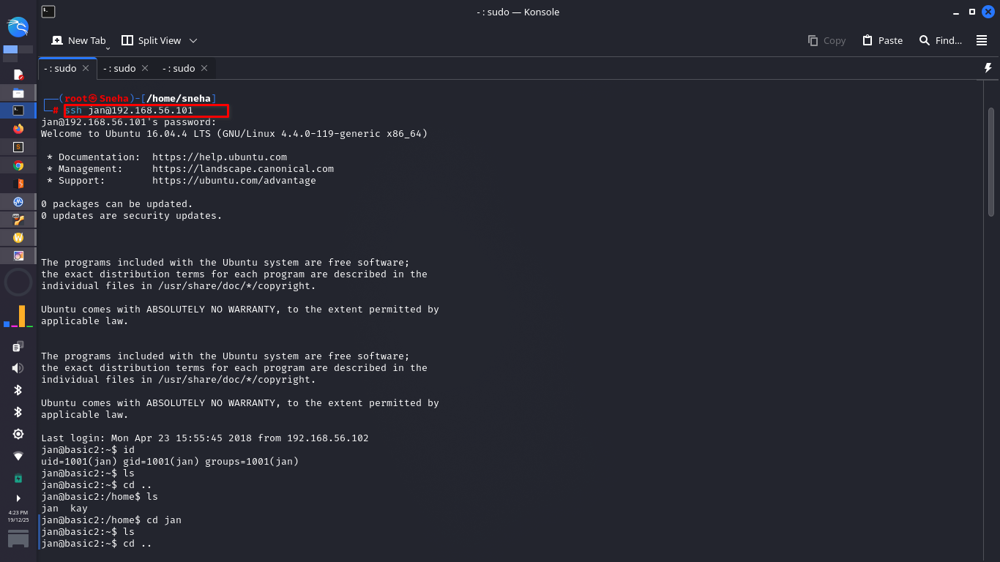 - : sudo — Konsole
New Tab Split View Copy Paste Find...
- : sudo - : sudo - : sudo
┌──(root㉿Sneha)-[/home/sneha]
└─# ssh jan@192.168.56.101
jan@192.168.56.101's password:
Welcome to Ubuntu 16.04.4 LTS (GNU/Linux 4.4.0-119-generic x86_64)
* Documentation: https://help.ubuntu.com
* Management: https://landscape.canonical.com
* Support: https://ubuntu.com/advantage
0 packages can be updated.
0 updates are security updates.
The programs included with the Ubuntu system are free software;
the exact distribution terms for each program are described in the
individual files in /usr/share/doc/*/copyright.
Ubuntu comes with ABSOLUTELY NO WARRANTY, to the extent permitted by
applicable law.
The programs included with the Ubuntu system are free software;
the exact distribution terms for each program are described in the
individual files in /usr/share/doc/*/copyright.
Ubuntu comes with ABSOLUTELY NO WARRANTY, to the extent permitted by
applicable law.
Last login: Mon Apr 23 15:55:45 2018 from 192.168.56.102
jan@basic2:~$ id
uid=1001(jan) gid=1001(jan) groups=1001(jan)
jan@basic2:~$ ls
jan@basic2:~$ cd ..
jan@basic2:/home$ ls
jan kay
jan@basic2:/home$ cd jan
jan@basic2:~$ ls
jan@basic2:~$ cd ..
4:23 PM
19/12/25